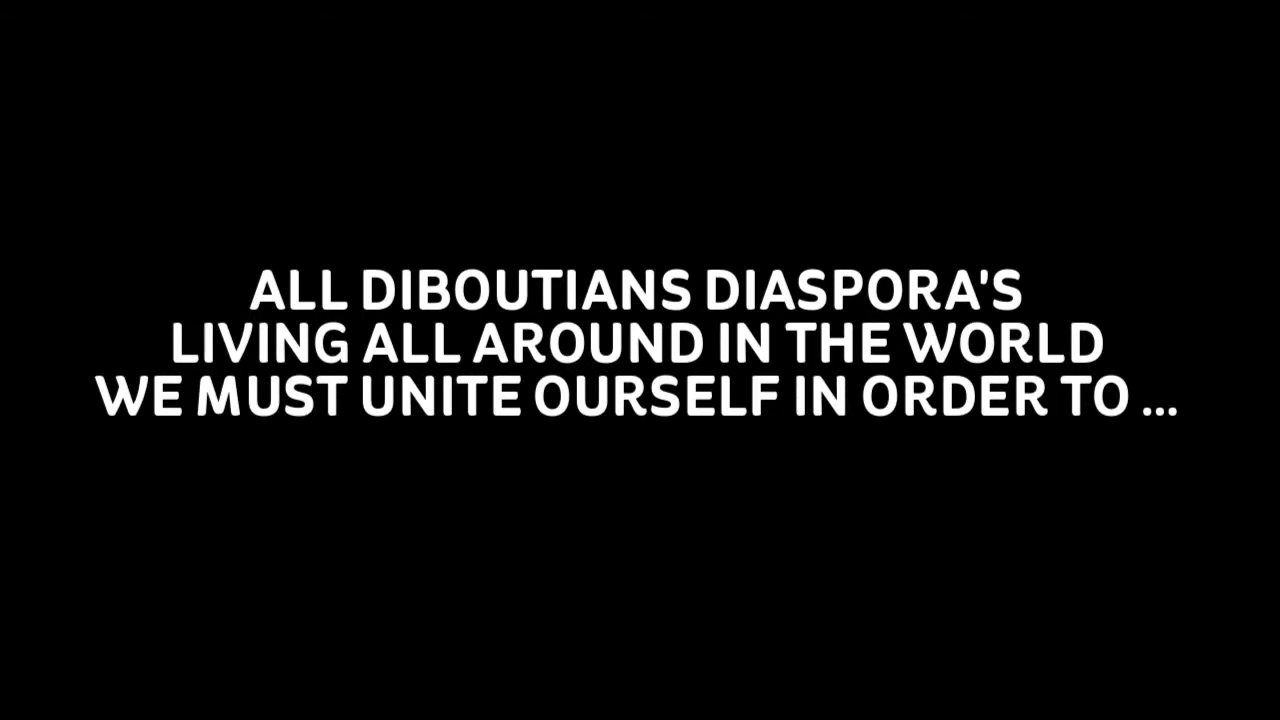 ALL DIBOUTIANS DIASPORA'S
LIVING ALL AROUND IN THE WORLD
WE MUST UNITE OURSELF IN ORDER TO ...